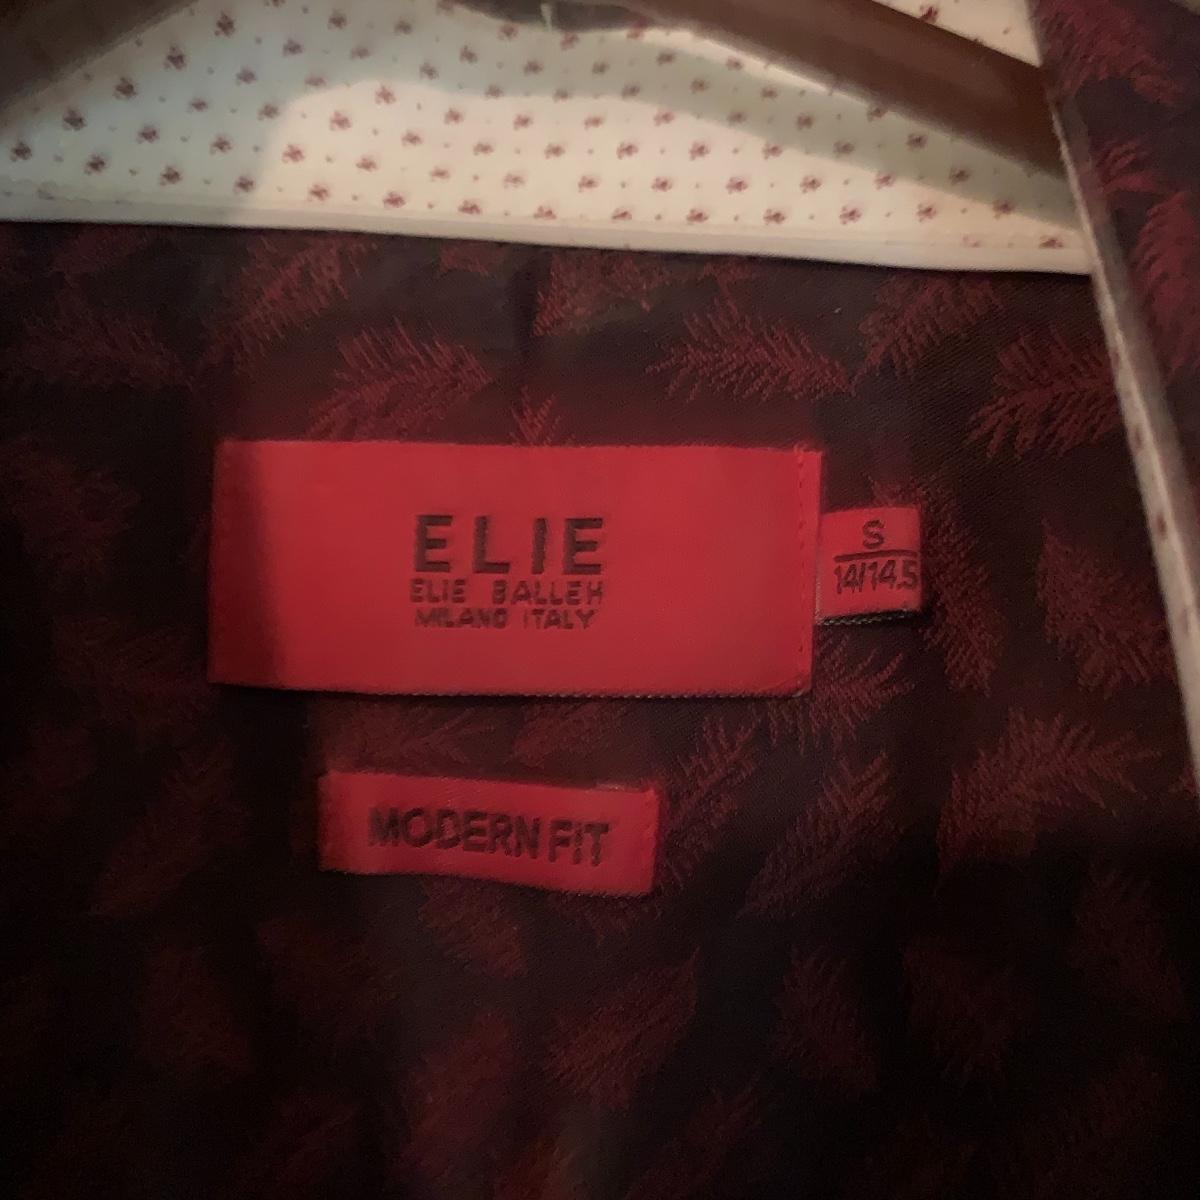 ELIE
ELIE BALLEH
MILANO ITALY
S
14/14.5
MODERN FIT